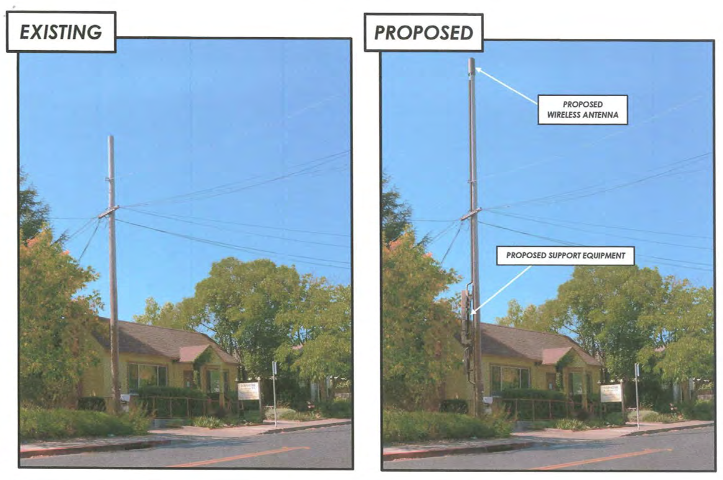 EXISTING
PROPOSED
PROPOSED
WIRELESS ANTENNA
PROPOSED SUPPORT EQUIPMENT